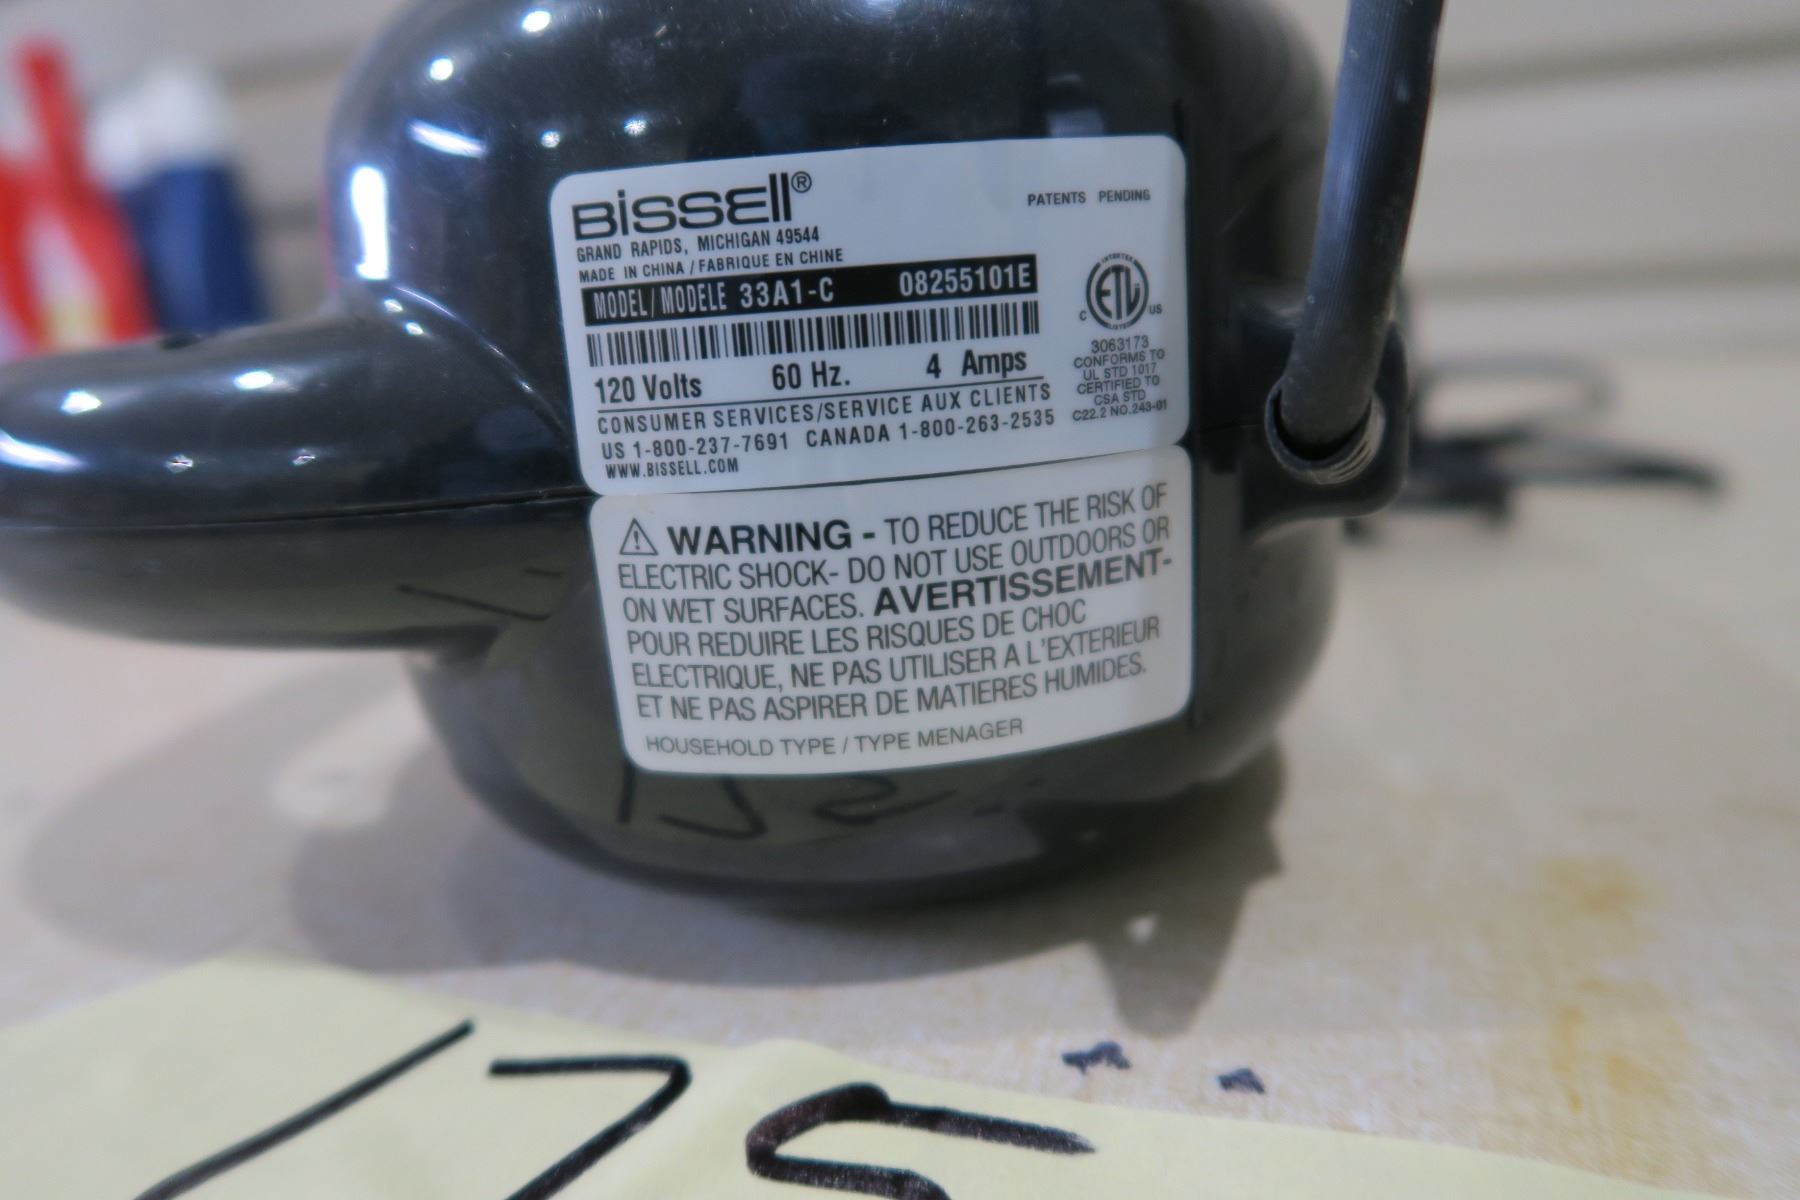 BISSELL®
PATENTS PENDING
GRAND RAPIDS, MICHIGAN 49544
MADE IN CHINA / FABRIQUE EN CHINE
MODEL / MODELE 33A1-C 08255101E
INTERTEK
ETL
C US
LISTED
3063173
CONFORMS TO
UL STD 1017
CERTIFIED TO
CSA STD
C22.2 NO.243-01
120 Volts 60 Hz. 4 Amps
CONSUMER SERVICES/SERVICE AUX CLIENTS
US 1-800-237-7691 CANADA 1-800-263-2535
WWW.BISSELL.COM
WARNING - TO REDUCE THE RISK OF
ELECTRIC SHOCK- DO NOT USE OUTDOORS OR
ON WET SURFACES. AVERTISSEMENT-
POUR REDUIRE LES RISQUES DE CHOC
ELECTRIQUE, NE PAS UTILISER A L'EXTERIEUR
ET NE PAS ASPIRER DE MATIERES HUMIDES.
HOUSEHOLD TYPE / TYPE MENAGER
175